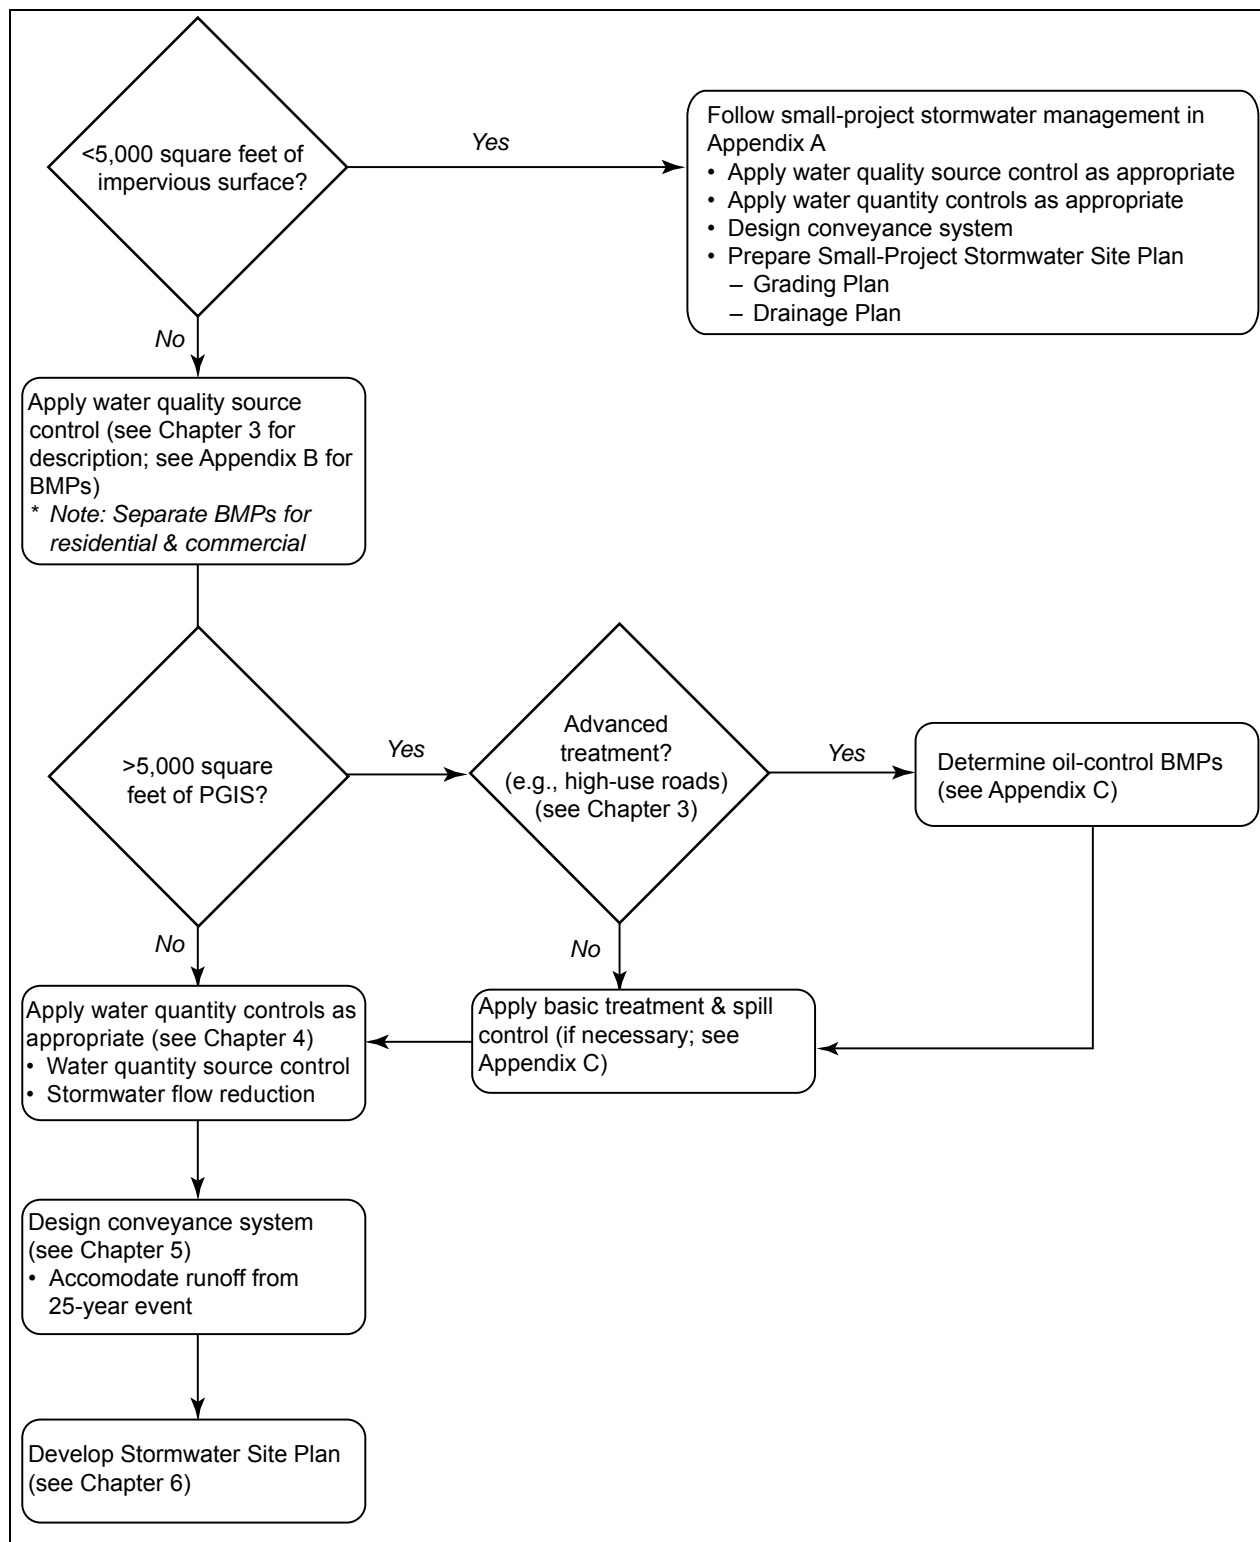 <5,000 square feet of
impervious surface?
Yes
Follow small-project stormwater management in
Appendix A
• Apply water quality source control as appropriate
• Apply water quantity controls as appropriate
• Design conveyance system
• Prepare Small-Project Stormwater Site Plan
– Grading Plan
– Drainage Plan
No
Apply water quality source
control (see Chapter 3 for
description; see Appendix B for
BMPs)
* Note: Separate BMPs for
residential & commercial
>5,000 square
feet of PGIS?
Yes
Advanced
treatment?
(e.g., high-use roads)
(see Chapter 3)
Yes
Determine oil-control BMPs
(see Appendix C)
No
No
Apply basic treatment & spill
control (if necessary; see
Appendix C)
Apply water quantity controls as
appropriate (see Chapter 4)
• Water quantity source control
• Stormwater flow reduction
Design conveyance system
(see Chapter 5)
• Accomodate runoff from
25-year event
Develop Stormwater Site Plan
(see Chapter 6)